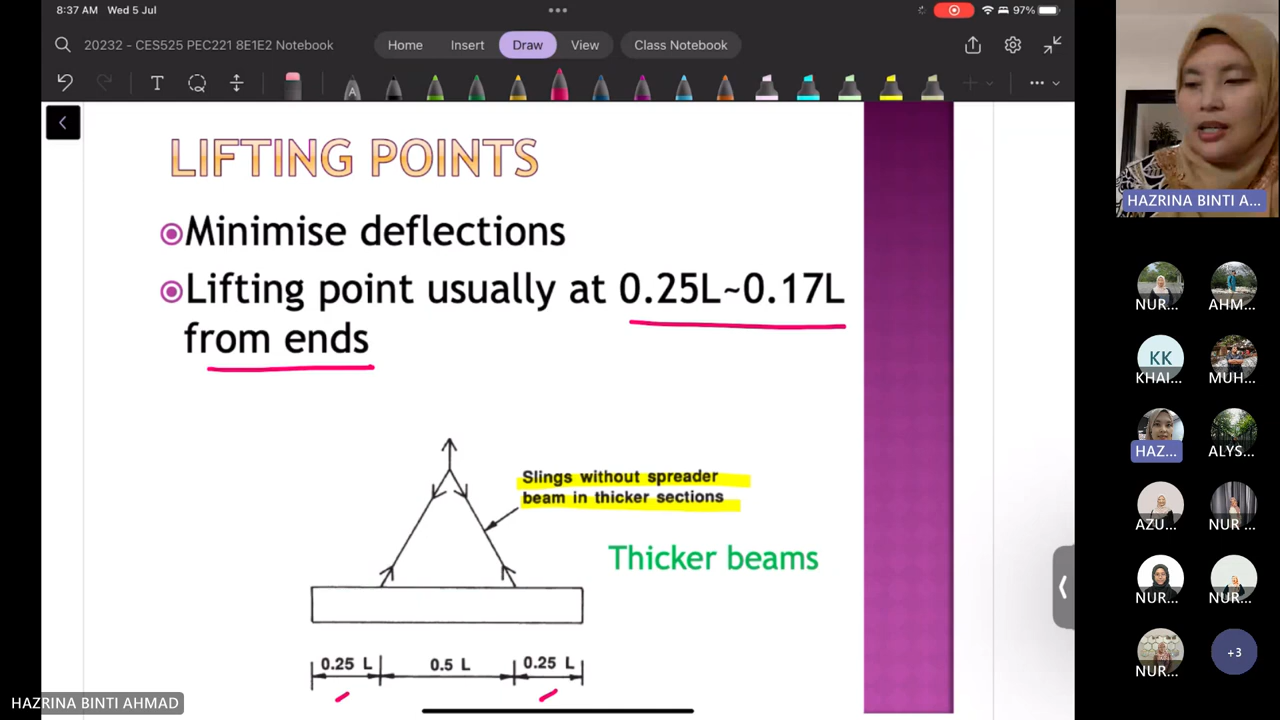 8:37 AM Wed 5 Jul
97%
20232 - CES525 PEC221 8E1E2 Notebook
Home
Insert
Draw
View
Class Notebook
T
A
LIFTING POINTS
Minimise deflections
Lifting point usually at 0.25L~0.17L
from ends
Slings without spreader
beam in thicker sections
Thicker beams
0.25 L
0.5 L
0.25 L
HAZRINA BINTI AHMAD
HAZRINA BINTI A...
NUR...
AHM...
KK
KHAI...
MUH...
HAZ...
ALYS...
AZU...
NUR ...
NUR...
NUR...
NUR...
+3